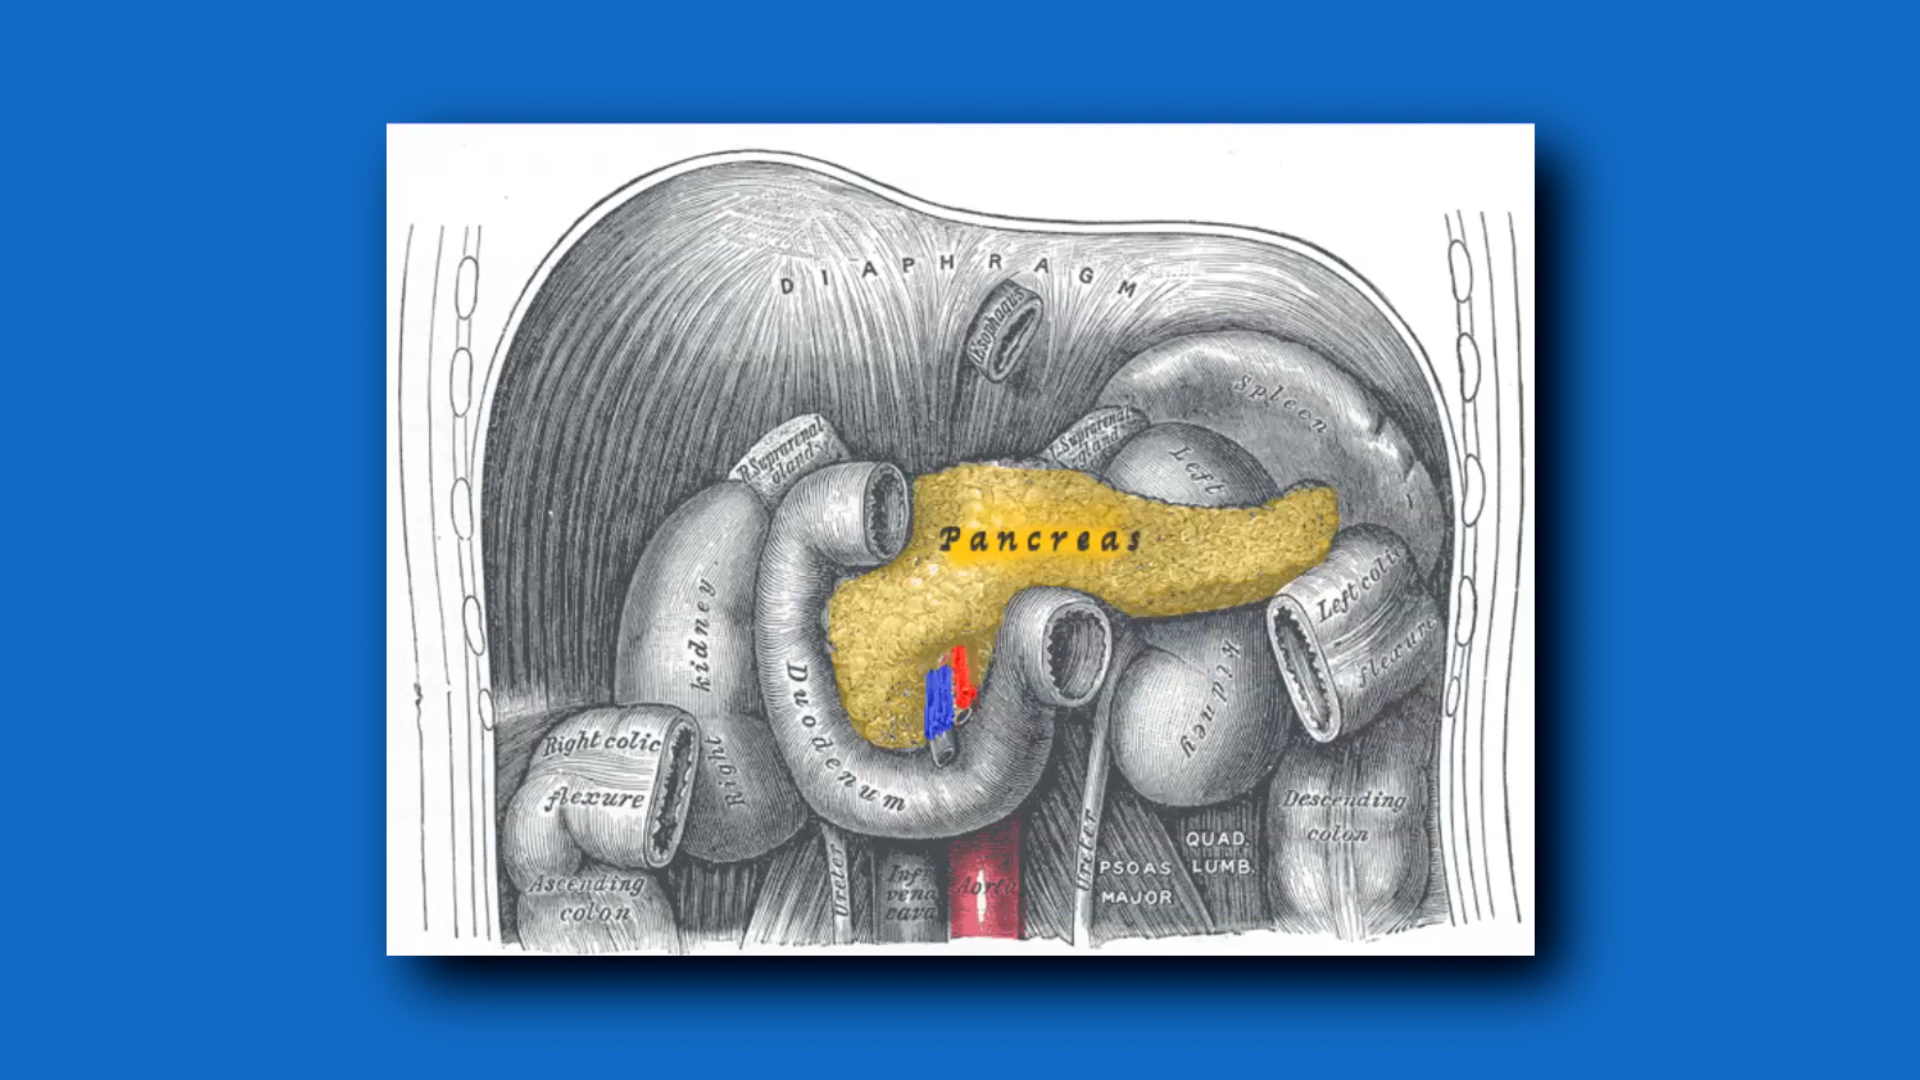 DIAPHRAGM
Esophagus
Spleen
R. Suprarenal
gland
L. Suprarenal
gland
Left
kidney
Pancreas
Right
kidney
Duodenum
Left colic
flexure
Right colic
flexure
Descending
colon
Ascending
colon
Ureter
Inf.
vena
cava
Aorta
Ureter
PSOAS
MAJOR
QUAD.
LUMB.